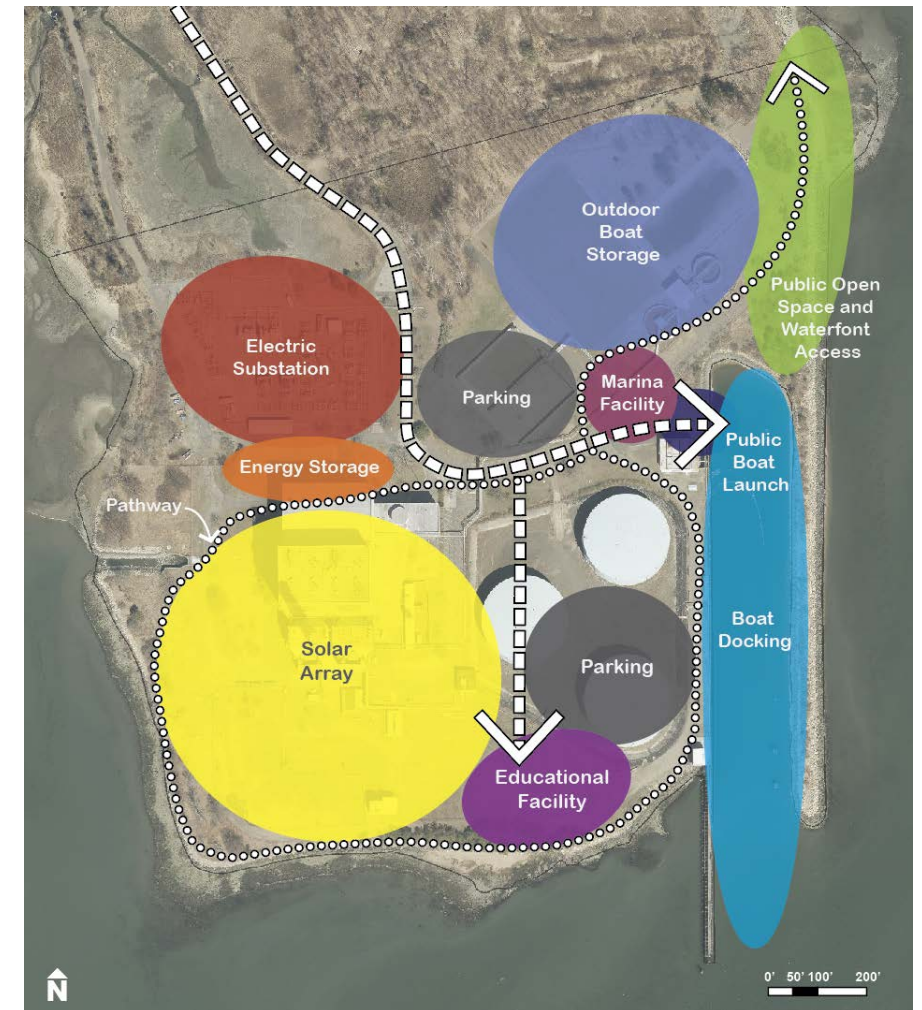 Outdoor
Boat
Storage
Public Open
Space and
Waterfont
Access
Electric
Substation
Parking
Marina
Facility
Public
Boat
Launch
Energy Storage
Pathway
Solar
Array
Boat
Docking
Parking
Educational
Facility
N
0' 50' 100' 200'